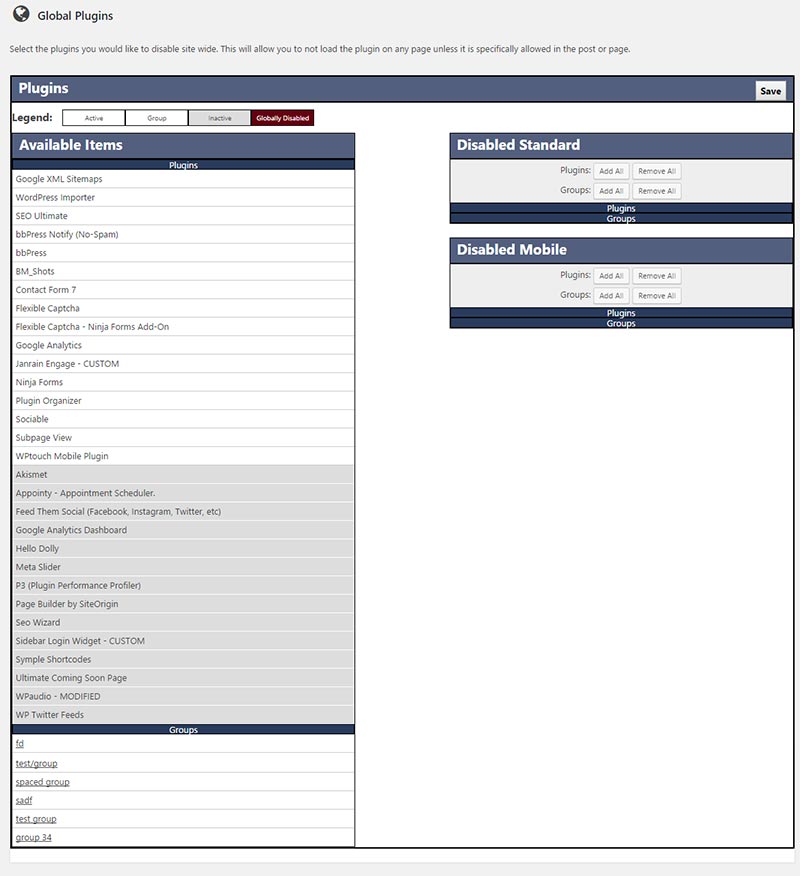 Global Plugins
Select the plugins you would like to disable site wide. This will allow you to not load the plugin on any page unless it is specifically allowed in the post or page.
Plugins
Save
Legend: Active Group Inactive Globally Disabled
Available Items
Plugins
Google XML Sitemaps
WordPress Importer
SEO Ultimate
bbPress Notify (No-Spam)
bbPress
BM_Shots
Contact Form 7
Flexible Captcha
Flexible Captcha - Ninja Forms Add-On
Google Analytics
Janrain Engage - CUSTOM
Ninja Forms
Plugin Organizer
Sociable
Subpage View
WPtouch Mobile Plugin
Akismet
Appointy - Appointment Scheduler.
Feed Them Social (Facebook, Instagram, Twitter, etc)
Google Analytics Dashboard
Hello Dolly
Meta Slider
P3 (Plugin Performance Profiler)
Page Builder by SiteOrigin
Seo Wizard
Sidebar Login Widget - CUSTOM
Symple Shortcodes
Ultimate Coming Soon Page
WPaudio - MODIFIED
WP Twitter Feeds
Groups
fd
test/group
spaced group
sadf
test group
group 34
Disabled Standard
Plugins: Add All Remove All
Groups: Add All Remove All
Plugins
Groups
Disabled Mobile
Plugins: Add All Remove All
Groups: Add All Remove All
Plugins
Groups